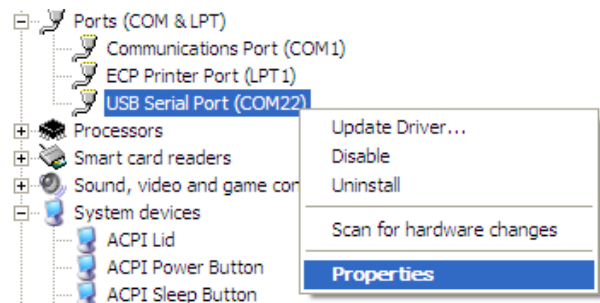 Ports (COM & LPT)
Communications Port (COM1)
ECP Printer Port (LPT1)
USB Serial Port (COM22)
Processors
Smart card readers
Sound, video and game con
System devices
ACPI Lid
ACPI Power Button
ACPI Sleep Button
Update Driver...
Disable
Uninstall
Scan for hardware changes
Properties